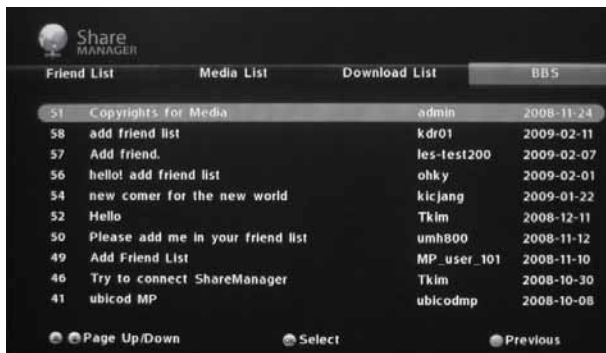 Share
MANAGER
Friend List Media List Download List BBS
51 Copyrights for Media admin 2008-11-24
58 add friend list kdr01 2009-02-11
57 Add friend. les-test200 2009-02-07
56 hello! add friend list ohky 2009-02-01
54 new comer for the new world kicjang 2009-01-22
52 Hello Tkim 2008-12-11
50 Please add me in your friend list umh800 2008-11-12
49 Add Friend List MP_user_101 2008-11-10
46 Try to connect ShareManager Tkim 2008-10-30
41 ubicod MP ubicodmp 2008-10-08
Page Up/Down Select Previous